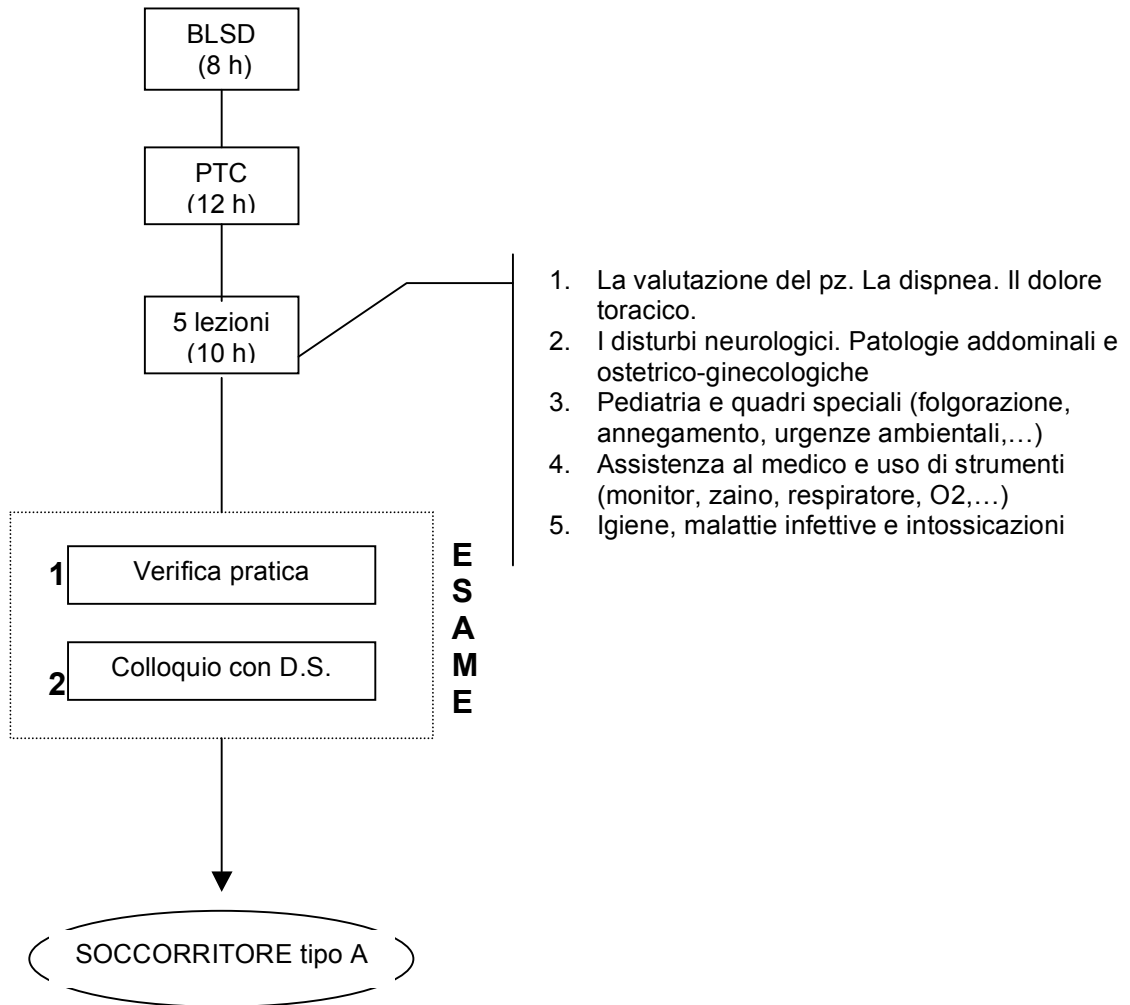 BLSD
(8 h)
PTC
(12 h)
5 lezioni
(10 h)
1. La valutazione del pz. La dispnea. Il dolore
toracico.
2. I disturbi neurologici. Patologie addominali e
ostetrico-ginecologiche
3. Pediatria e quadri speciali (folgorazione,
annegamento, urgenze ambientali,…)
4. Assistenza al medico e uso di strumenti
(monitor, zaino, respiratore, O2,…)
5. Igiene, malattie infettive e intossicazioni
1 Verifica pratica
2 Colloquio con D.S.
E
S
A
M
E
SOCCORRITORE tipo A